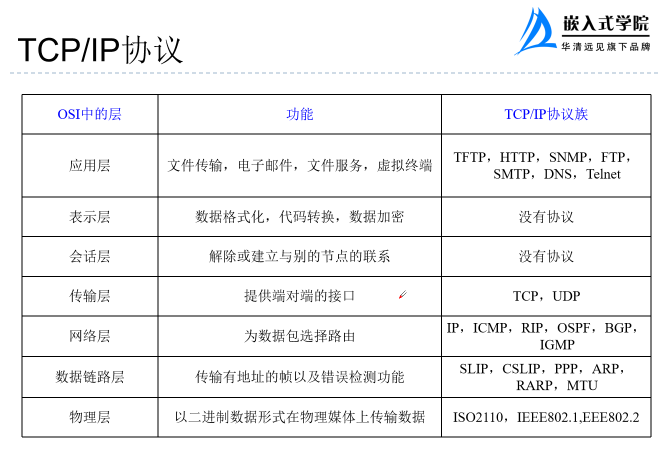 嵌入式学院
华清远见旗下品牌
TCP/IP协议
OSI中的层 功能 TCP/IP协议族
应用层 文件传输，电子邮件，文件服务，虚拟终端 TFTP，HTTP，SNMP，FTP，
SMTP，DNS，Telnet
表示层 数据格式化，代码转换，数据加密 没有协议
会话层 解除或建立与别的节点的联系 没有协议
传输层 提供端对端的接口 TCP，UDP
网络层 为数据包选择路由 IP，ICMP，RIP，OSPF，BGP，
IGMP
数据链路层 传输有地址的帧以及错误检测功能 SLIP，CSLIP，PPP，ARP，
RARP，MTU
物理层 以二进制数据形式在物理媒体上传输数据 ISO2110，IEEE802.1,EEE802.2